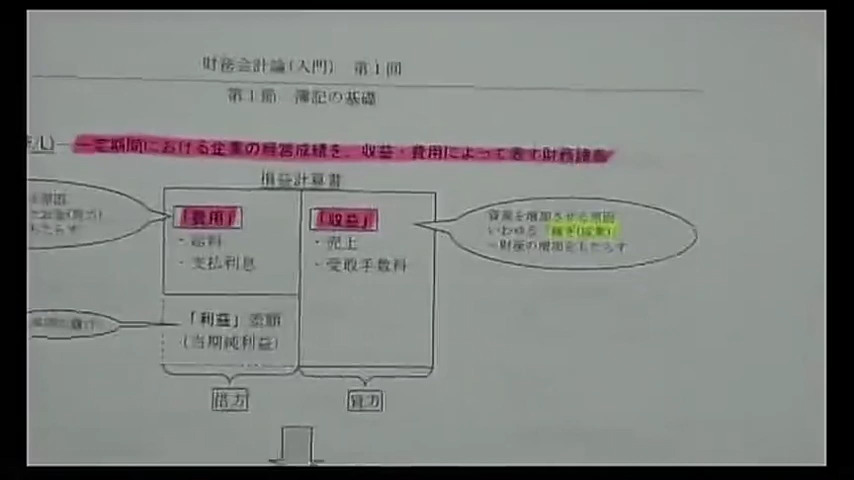 財務会計論(入門) 第1回
第1節 簿記の基礎
P/L)―一定期間における企業の経営成績を、収益・費用によって表す財務諸表
損益計算書
「費用」
・給料
・支払利息
「収益」
・売上
・受取手数料
資産を増加させる原因
いわゆる「稼ぎ(成果)
→財産の増加をもたらす
「利益」差額
(当期純利益)
借方
貸方